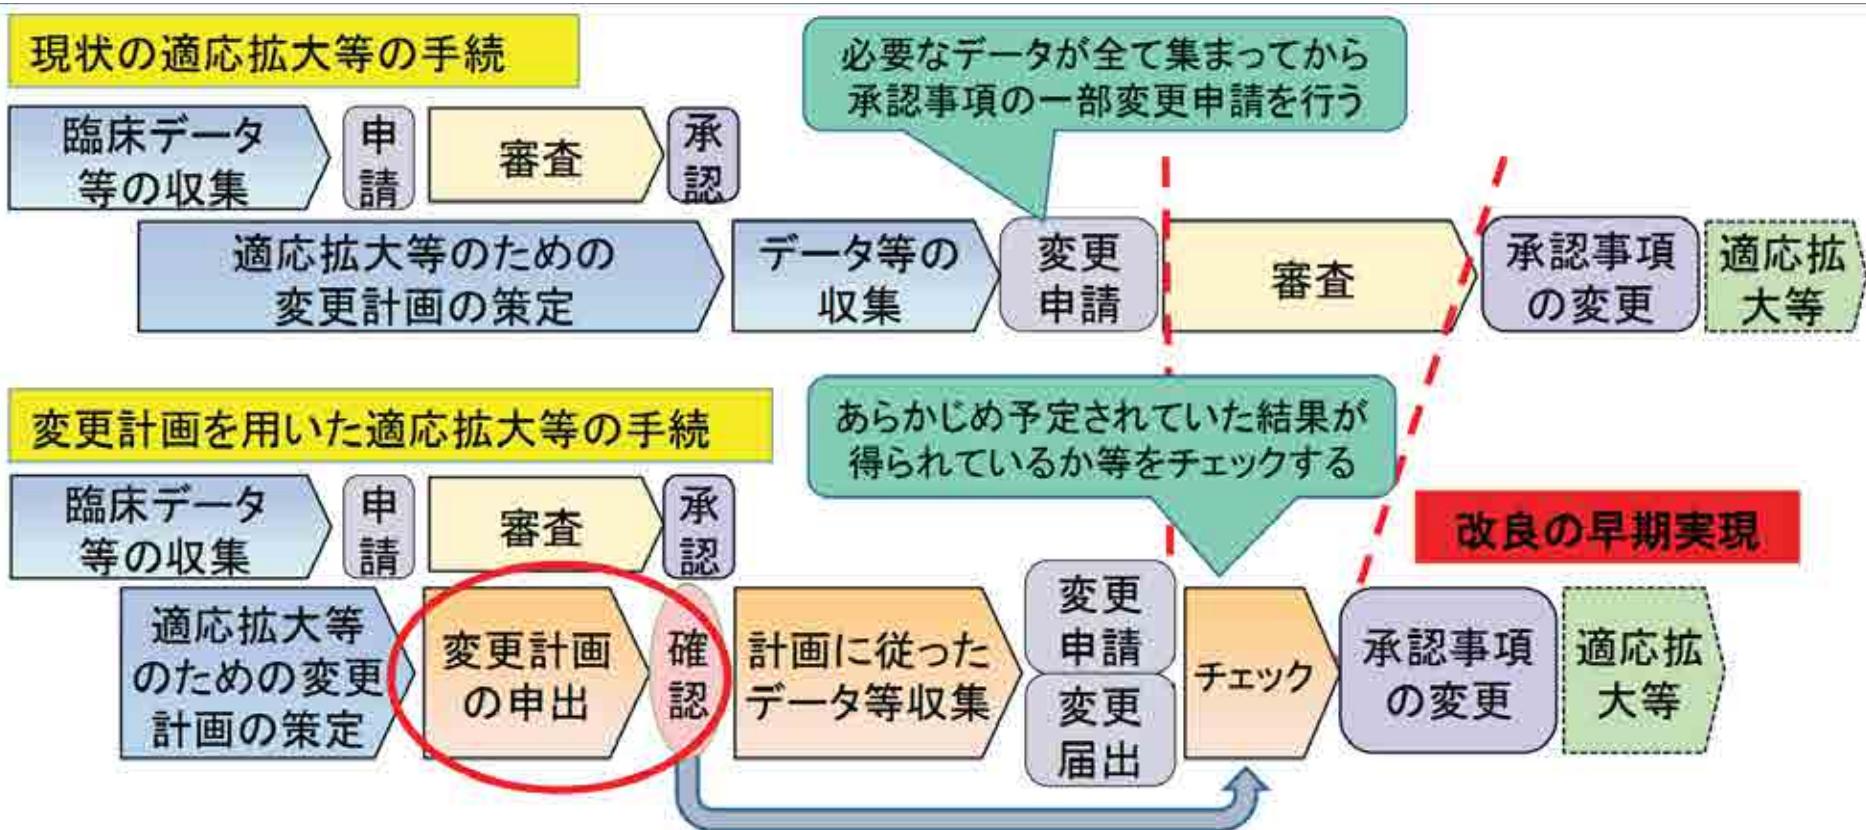 現状の適応拡大等の手続
必要なデータが全て集まってから
承認事項の一部変更申請を行う
臨床データ
等の収集
申
請
審査
承
認
適応拡大等のための
変更計画の策定
データ等の
収集
変更
申請
審査
承認事項
の変更
適応拡
大等
変更計画を用いた適応拡大等の手続
あらかじめ予定されていた結果が
得られているか等をチェックする
臨床データ
等の収集
申
請
審査
承
認
改良の早期実現
適応拡大等
のための変更
計画の策定
変更計画
の申出
確
認
計画に従った
データ等収集
変更
申請
変更
届出
チェック
承認事項
の変更
適応拡
大等